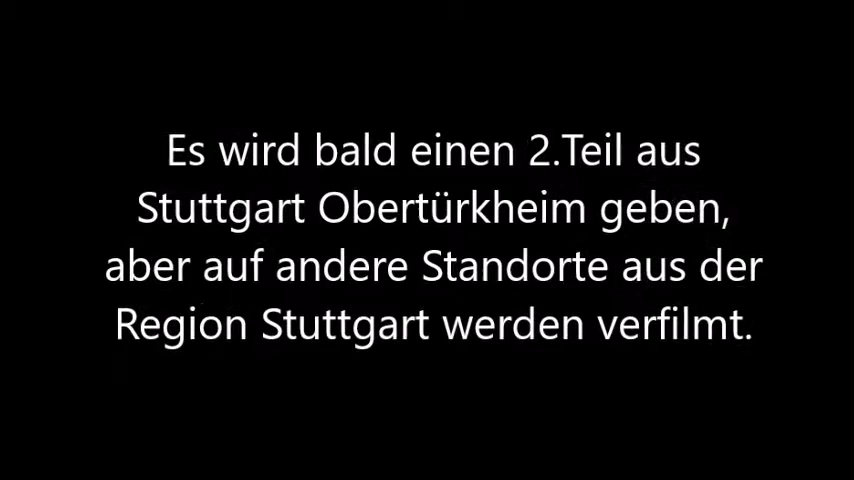 Es wird bald einen 2.Teil aus
Stuttgart Obertürkheim geben,
aber auf andere Standorte aus der
Region Stuttgart werden verfilmt.